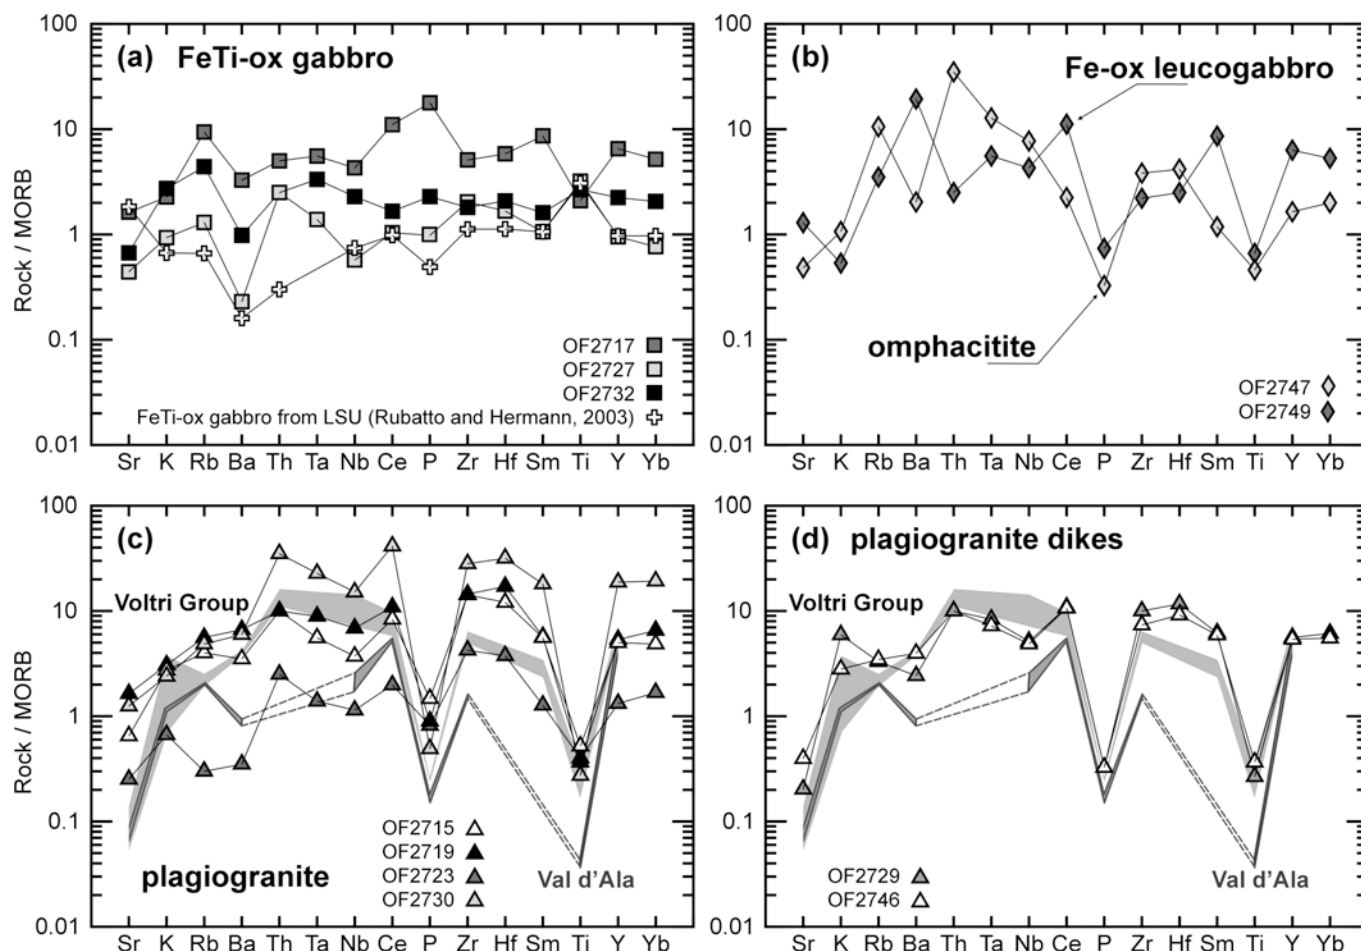 (a) FeTi-ox gabbro
Rock / MORB
100
10
1
0.1
0.01
OF2717
OF2727
OF2732
FeTi-ox gabbro from LSU (Rubatto and Hermann, 2003)
Sr K Rb Ba Th Ta Nb Ce P Zr Hf Sm Ti Y Yb
(b)
Fe-ox leucogabbro
omphacitite
100
10
1
0.1
0.01
OF2747
OF2749
Sr K Rb Ba Th Ta Nb Ce P Zr Hf Sm Ti Y Yb
(c)
Rock / MORB
100
10
1
0.1
0.01
Voltri Group
OF2715
OF2719
OF2723
OF2730
plagiogranite
Val d'Ala
Sr K Rb Ba Th Ta Nb Ce P Zr Hf Sm Ti Y Yb
(d) plagiogranite dikes
100
10
1
0.1
0.01
Voltri Group
OF2729
OF2746
Val d'Ala
Sr K Rb Ba Th Ta Nb Ce P Zr Hf Sm Ti Y Yb